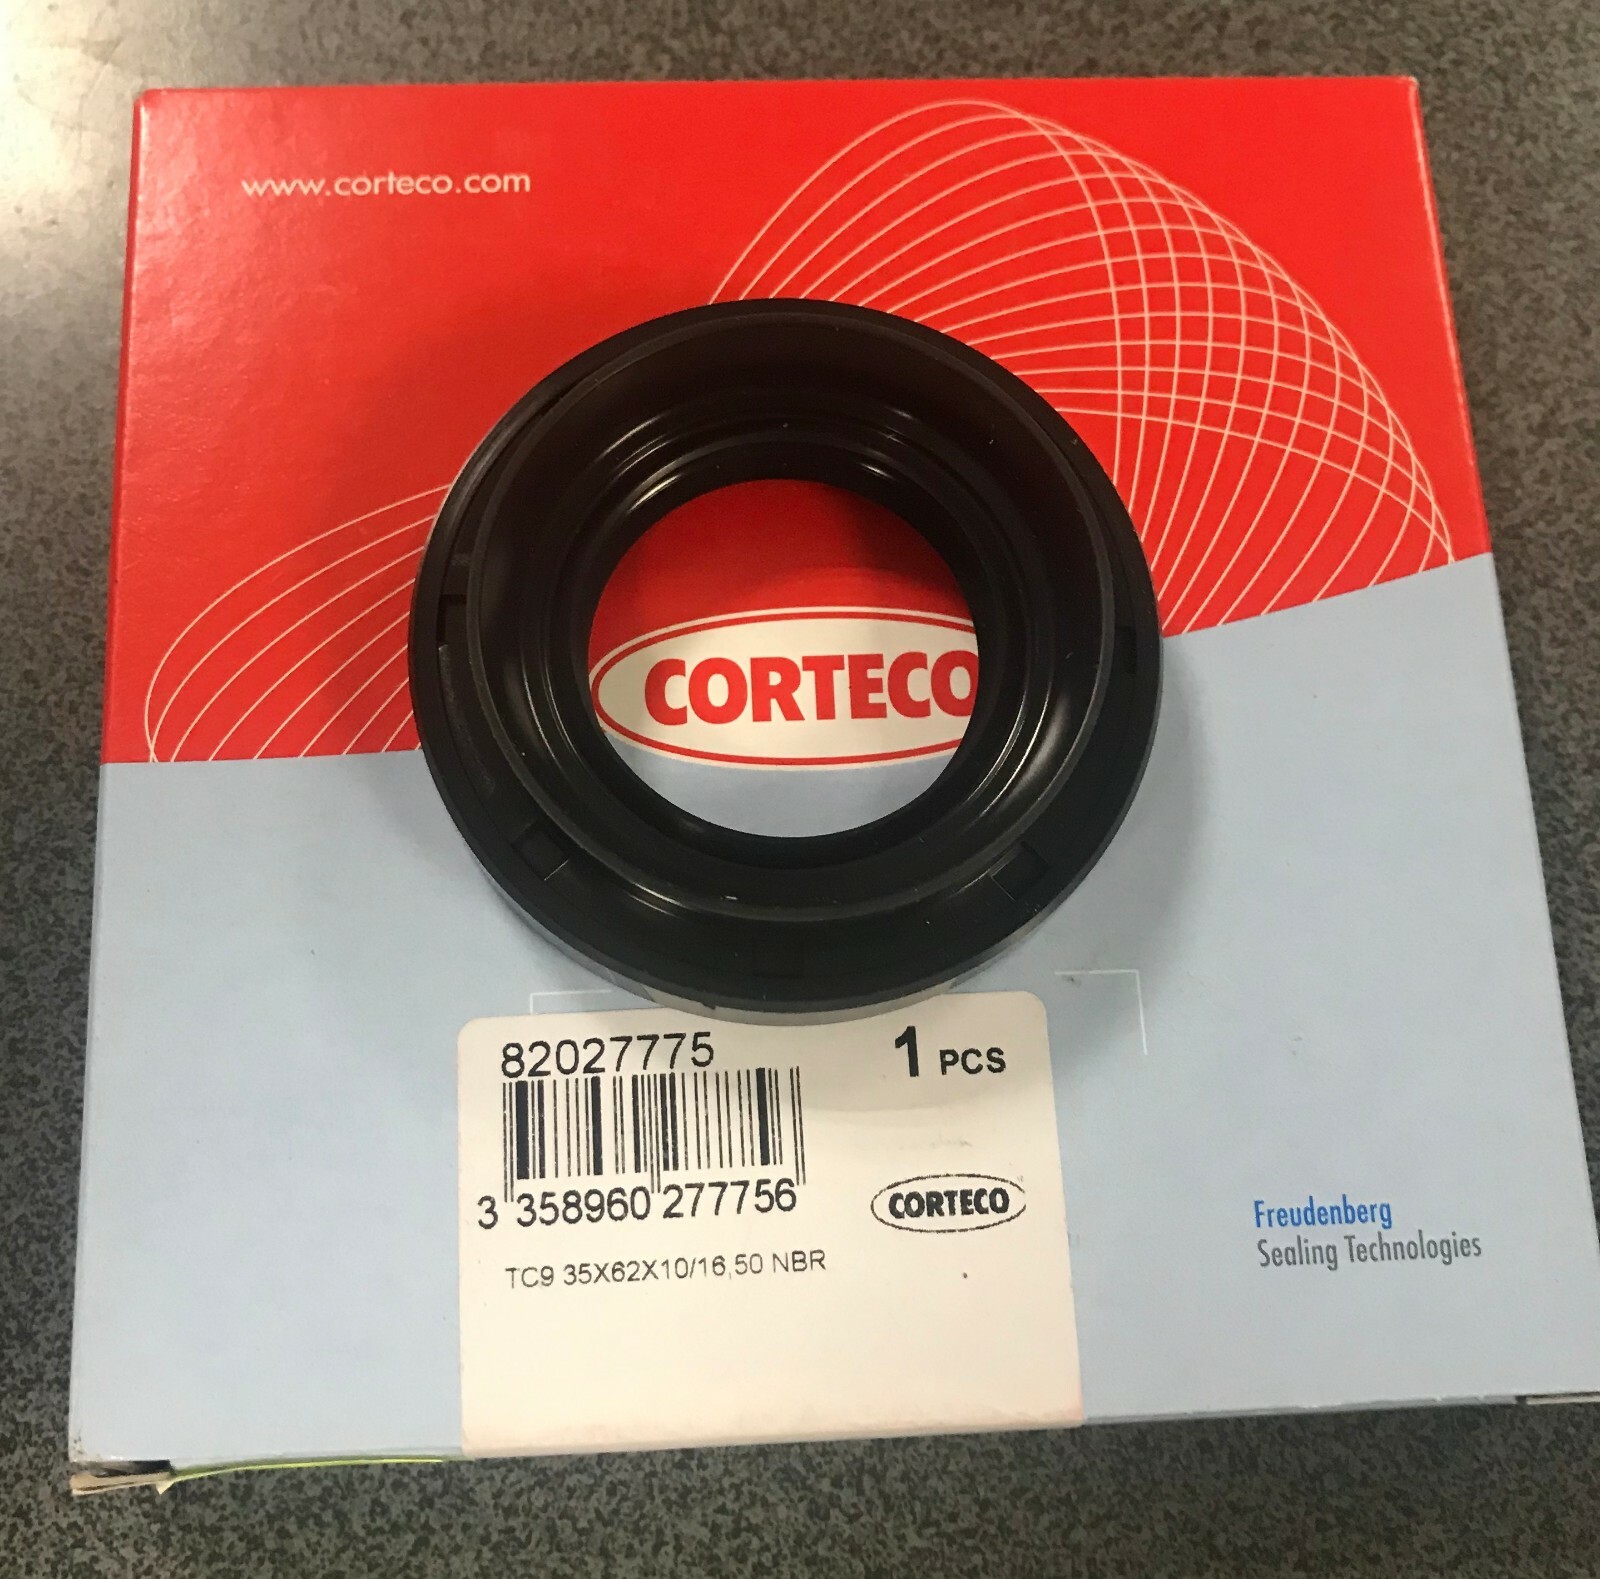 www.corteco.com
CORTECO
82027775
1 PCS
3 358960 277756
CORTECO
TC9 35X62X10/16,50 NBR
Freudenberg
Sealing Technologies